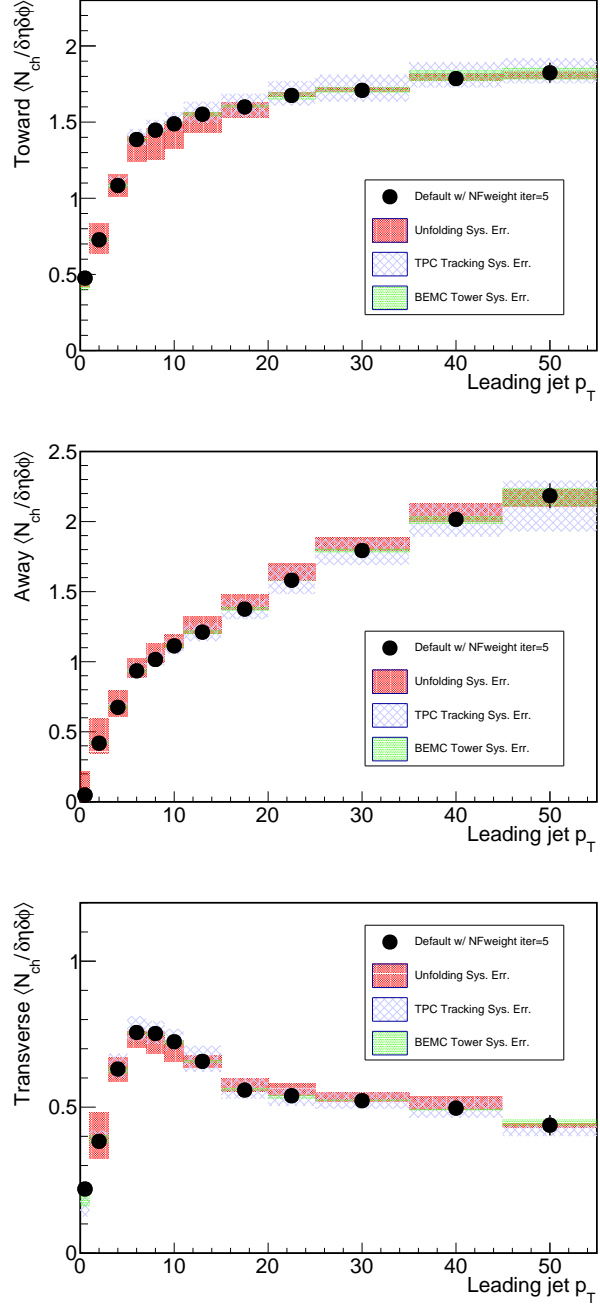 Toward ⟨N_ch/δηδϕ⟩
2
1.5
1
0.5
0
Default w/ NFweight iter=5
Unfolding Sys. Err.
TPC Tracking Sys. Err.
BEMC Tower Sys. Err.
0 10 20 30 40 50
Leading jet p_T
Away ⟨N_ch/δηδϕ⟩
2.5
2
1.5
1
0.5
0
Default w/ NFweight iter=5
Unfolding Sys. Err.
TPC Tracking Sys. Err.
BEMC Tower Sys. Err.
0 10 20 30 40 50
Leading jet p_T
Transverse ⟨N_ch/δηδϕ⟩
1
0.5
0
Default w/ NFweight iter=5
Unfolding Sys. Err.
TPC Tracking Sys. Err.
BEMC Tower Sys. Err.
0 10 20 30 40 50
Leading jet p_T